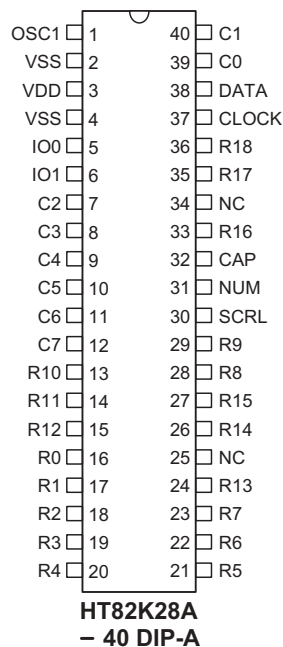 OSC1 1 40 C1
VSS 2 39 C0
VDD 3 38 DATA
VSS 4 37 CLOCK
IO0 5 36 R18
IO1 6 35 R17
C2 7 34 NC
C3 8 33 R16
C4 9 32 CAP
C5 10 31 NUM
C6 11 30 SCRL
C7 12 29 R9
R10 13 28 R8
R11 14 27 R15
R12 15 26 R14
R0 16 25 NC
R1 17 24 R13
R2 18 23 R7
R3 19 22 R6
R4 20 21 R5
HT82K28A
– 40 DIP-A